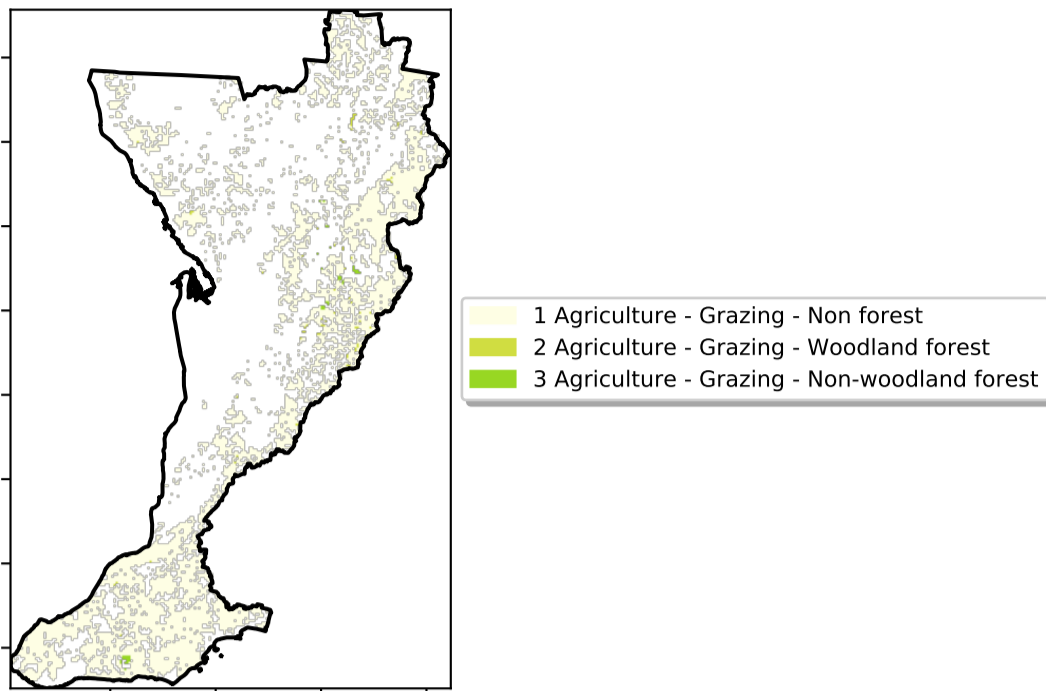 1 Agriculture - Grazing - Non forest
2 Agriculture - Grazing - Woodland forest
3 Agriculture - Grazing - Non-woodland forest